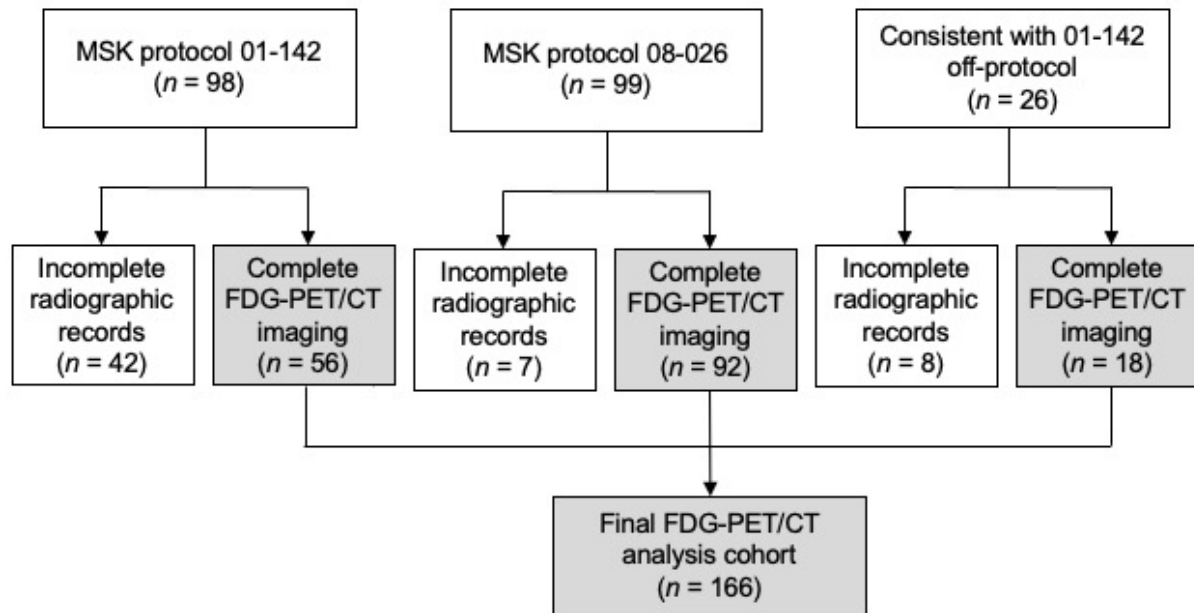 MSK protocol 01-142
(n = 98)
MSK protocol 08-026
(n = 99)
Consistent with 01-142
off-protocol
(n = 26)
Incomplete
radiographic
records
(n = 42)
Complete
FDG-PET/CT
imaging
(n = 56)
Incomplete
radiographic
records
(n = 7)
Complete
FDG-PET/CT
imaging
(n = 92)
Incomplete
radiographic
records
(n = 8)
Complete
FDG-PET/CT
imaging
(n = 18)
Final FDG-PET/CT
analysis cohort
(n = 166)